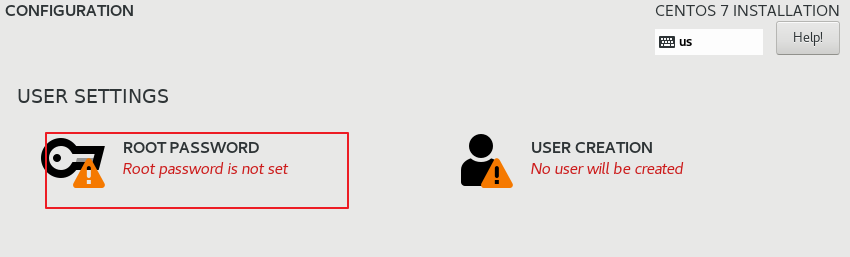 CONFIGURATION
CENTOS 7 INSTALLATION
us
Help!
USER SETTINGS
ROOT PASSWORD
Root password is not set
USER CREATION
No user will be created